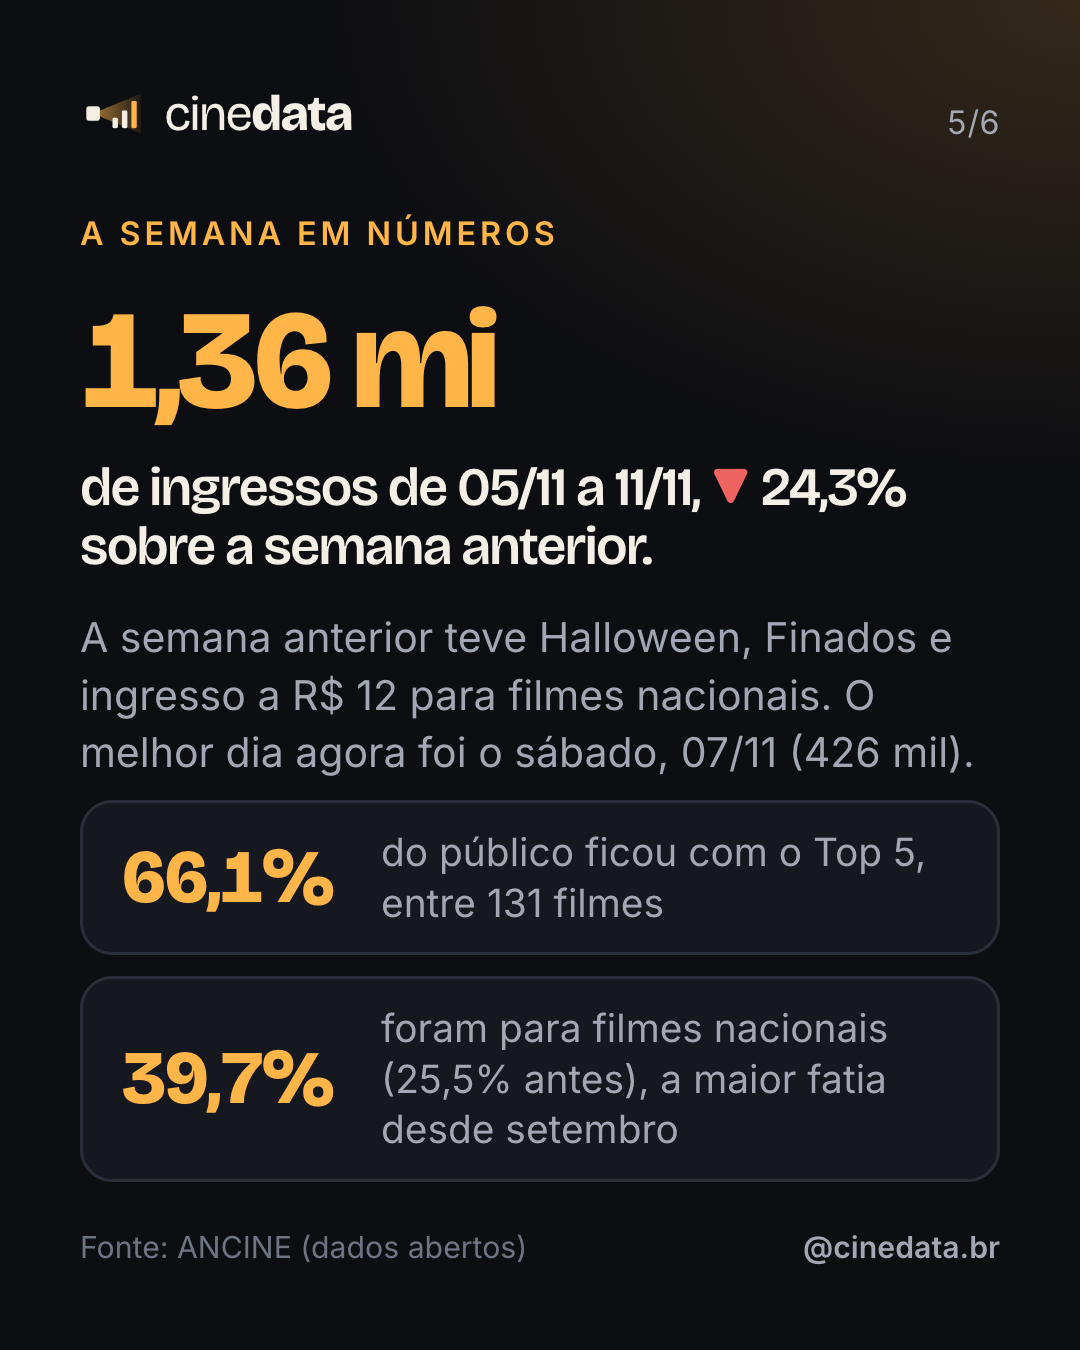 cinedata
5/6
A SEMANA EM NÚMEROS
1,36 mi
de ingressos de 05/11 a 11/11, ▼ 24,3%
sobre a semana anterior.
A semana anterior teve Halloween, Finados e
ingresso a R$ 12 para filmes nacionais. O
melhor dia agora foi o sábado, 07/11 (426 mil).
66,1%
do público ficou com o Top 5,
entre 131 filmes
39,7%
foram para filmes nacionais
(25,5% antes), a maior fatia
desde setembro
Fonte: ANCINE (dados abertos)
@cinedata.br